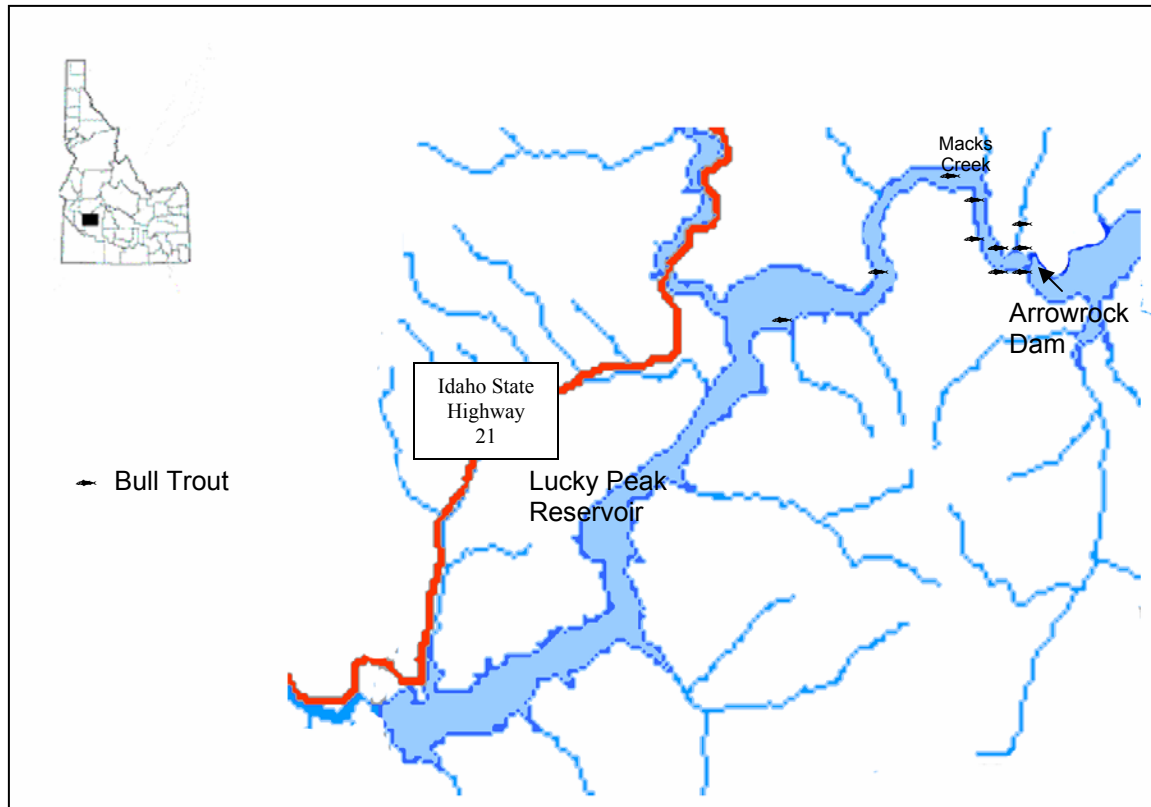 Macks
Creek
Arrowrock
Dam
Idaho State
Highway
21
Lucky Peak
Reservoir
Bull Trout